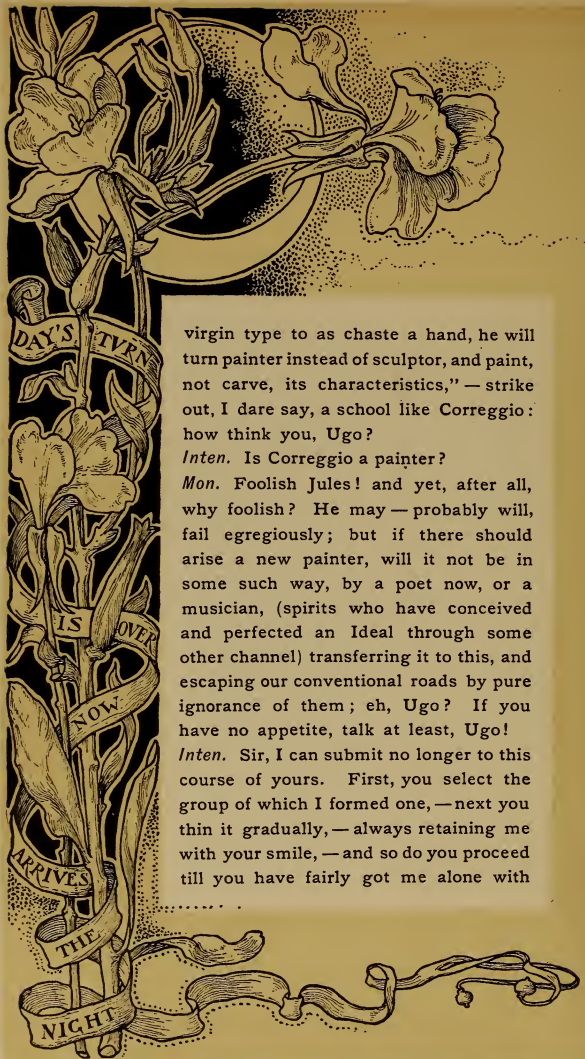 DAY'S TVRN
IS OVER
NOW
ARRIVES
THE
NIGHT
virgin type to as chaste a hand, he will
turn painter instead of sculptor, and paint,
not carve, its characteristics,” — strike
out, I dare say, a school like Correggio:
how think you, Ugo?
Inten. Is Correggio a painter?
Mon. Foolish Jules! and yet, after all,
why foolish? He may — probably will,
fail egregiously; but if there should
arise a new painter, will it not be in
some such way, by a poet now, or a
musician, (spirits who have conceived
and perfected an Ideal through some
other channel) transferring it to this, and
escaping our conventional roads by pure
ignorance of them; eh, Ugo? If you
have no appetite, talk at least, Ugo!
Inten. Sir, I can submit no longer to this
course of yours. First, you select the
group of which I formed one, — next you
thin it gradually, — always retaining me
with your smile, — and so do you proceed
till you have fairly got me alone with